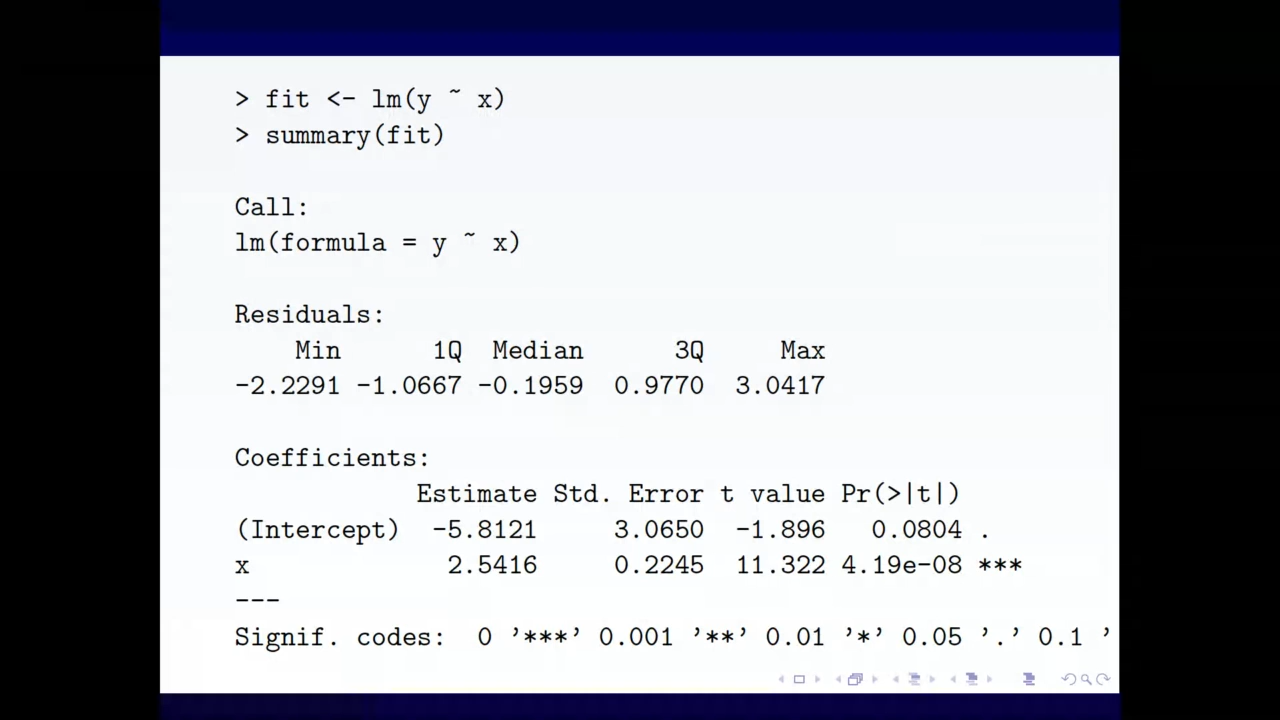 > fit <- lm(y ~ x)
> summary(fit)
Call:
lm(formula = y ~ x)
Residuals:
Min 1Q Median 3Q Max
-2.2291 -1.0667 -0.1959 0.9770 3.0417
Coefficients:
Estimate Std. Error t value Pr(>|t|)
(Intercept) -5.8121 3.0650 -1.896 0.0804 .
x 2.5416 0.2245 11.322 4.19e-08 ***
---
Signif. codes: 0 ’***’ 0.001 ’**’ 0.01 ’*’ 0.05 ’.’ 0.1 ’